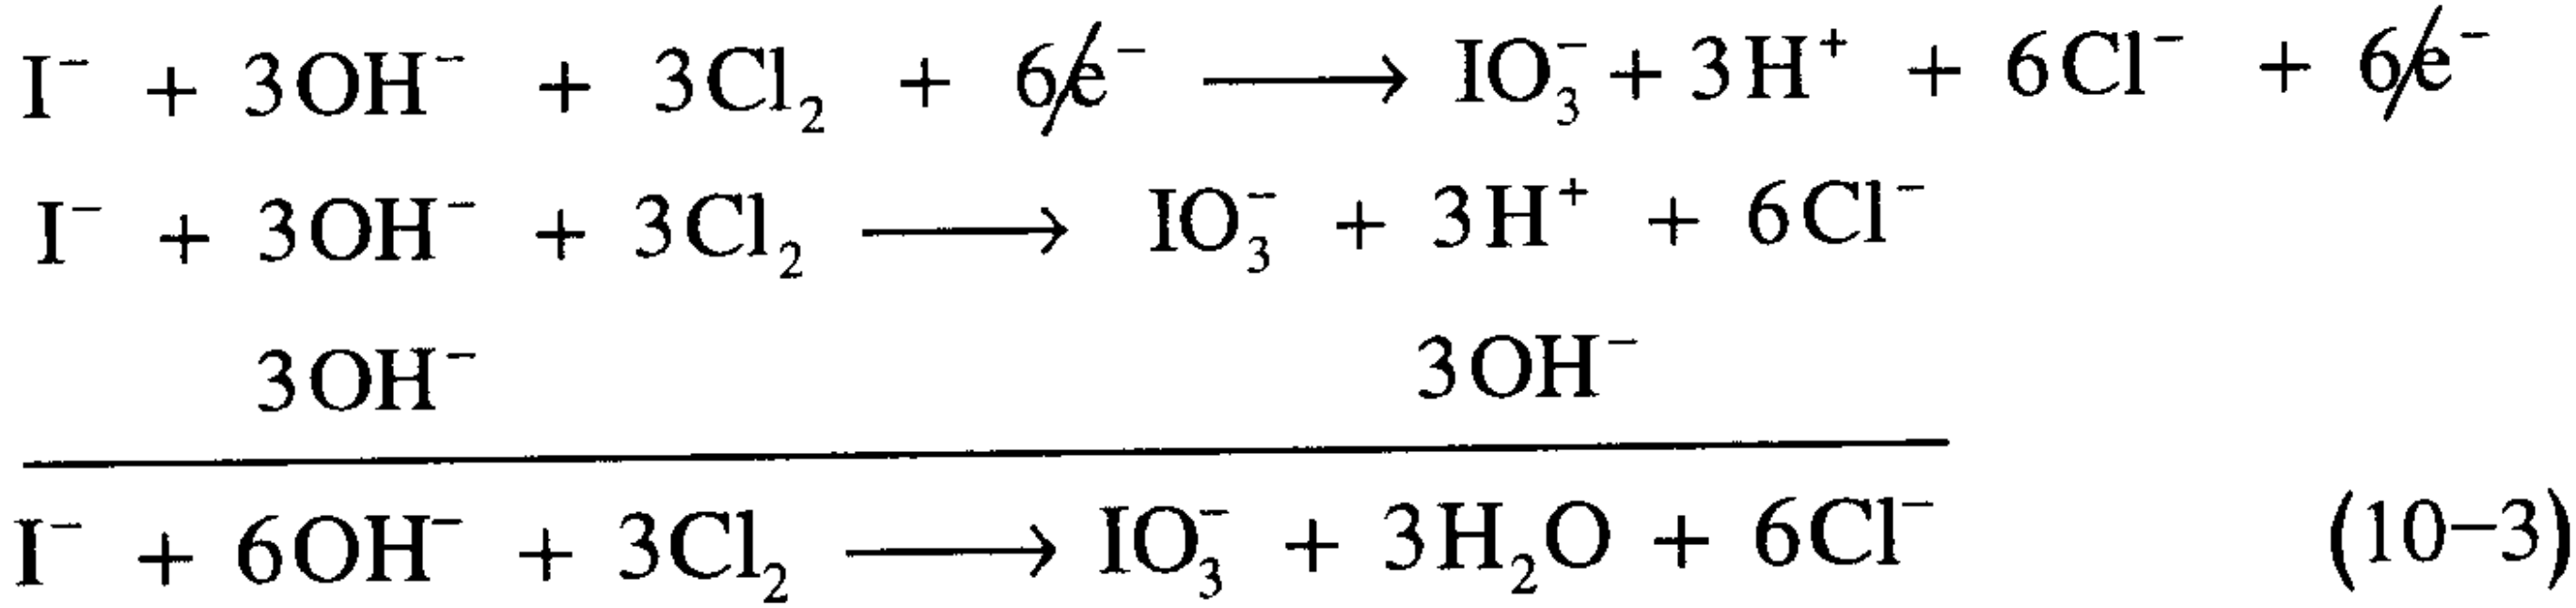 I⁻ + 3OH⁻ + 3Cl₂ + 6e⁻ ⟶ IO₃⁻ + 3H⁺ + 6Cl⁻ + 6e⁻
I⁻ + 3OH⁻ + 3Cl₂ ⟶ IO₃⁻ + 3H⁺ + 6Cl⁻
3OH⁻ 3OH⁻
I⁻ + 6OH⁻ + 3Cl₂ ⟶ IO₃⁻ + 3H₂O + 6Cl⁻ (10−3)